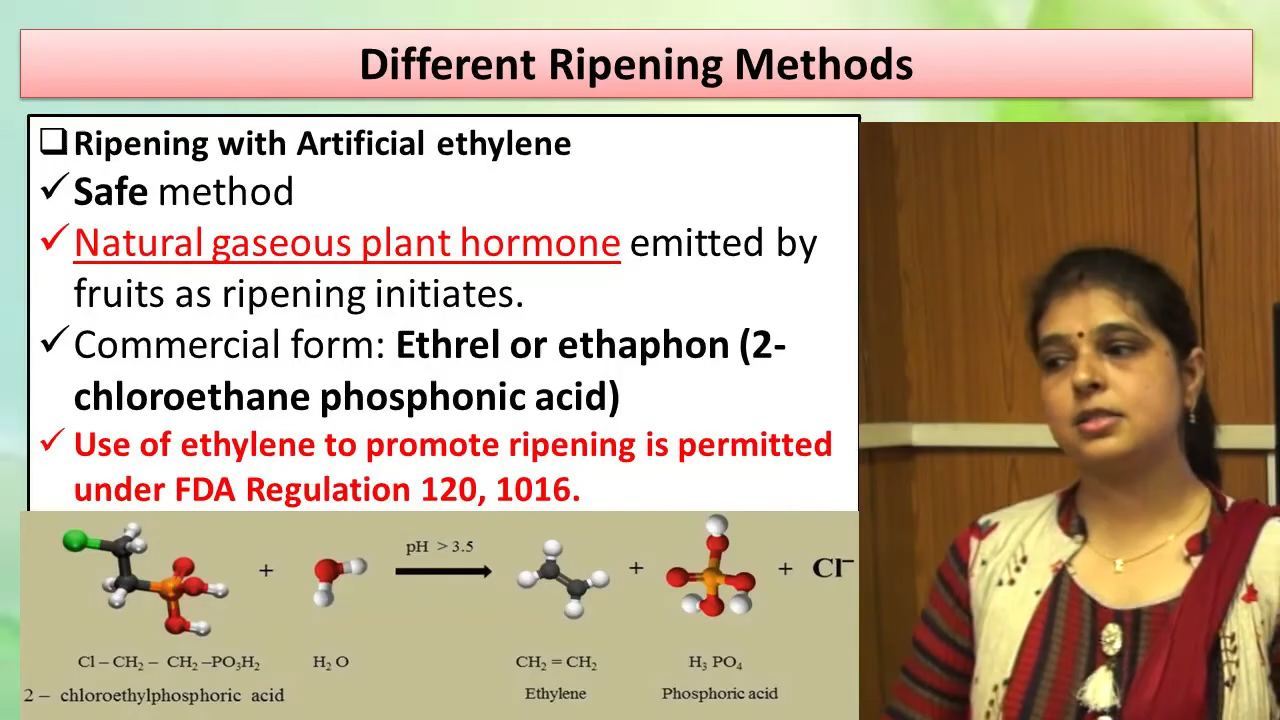 Different Ripening Methods
Ripening with Artificial ethylene
Safe method
Natural gaseous plant hormone emitted by
fruits as ripening initiates.
Commercial form: Ethrel or ethaphon (2-
chloroethane phosphonic acid)
Use of ethylene to promote ripening is permitted
under FDA Regulation 120, 1016.
+ pH > 3.5 + + Cl⁻
Cl – CH₂ – CH₂ –PO₃H₂ H₂ O CH₂ = CH₂ H₃ PO₄
2 – chloroethylphosphoric acid Ethylene Phosphoric acid